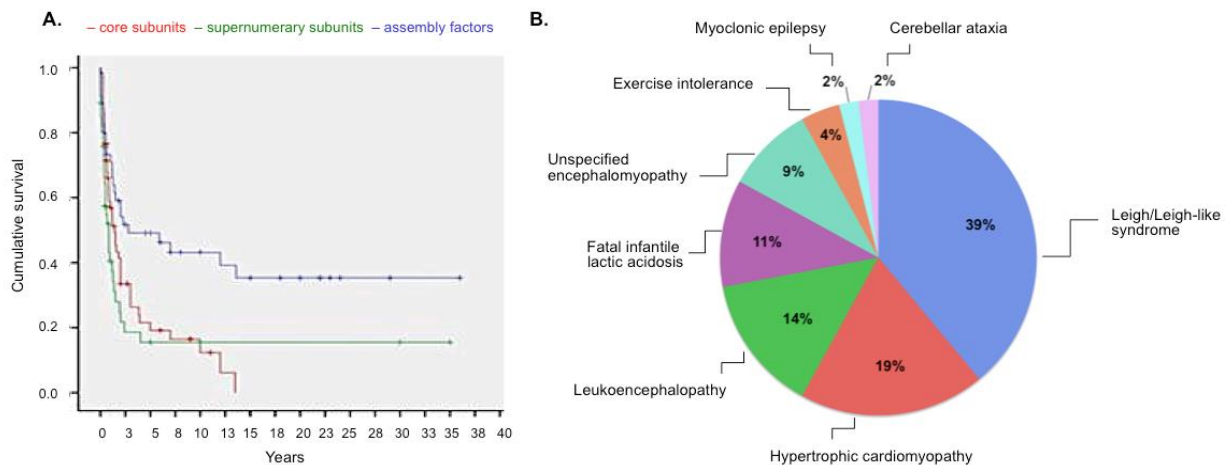 A.
– core subunits – supernumerary subunits – assembly factors
Cumulative survival
1.0
0.8
0.6
0.4
0.2
0.0
0 3 5 8 10 13 15 18 20 23 25 28 30 33 35 38 40
Years
B.
Myoclonic epilepsy
Cerebellar ataxia
2%
2%
Exercise intolerance
4%
Unspecified
encephalomyopathy
9%
39%
Leigh/Leigh-like
syndrome
Fatal infantile
lactic acidosis
11%
14%
Leukoencephalopathy
19%
Hypertrophic cardiomyopathy